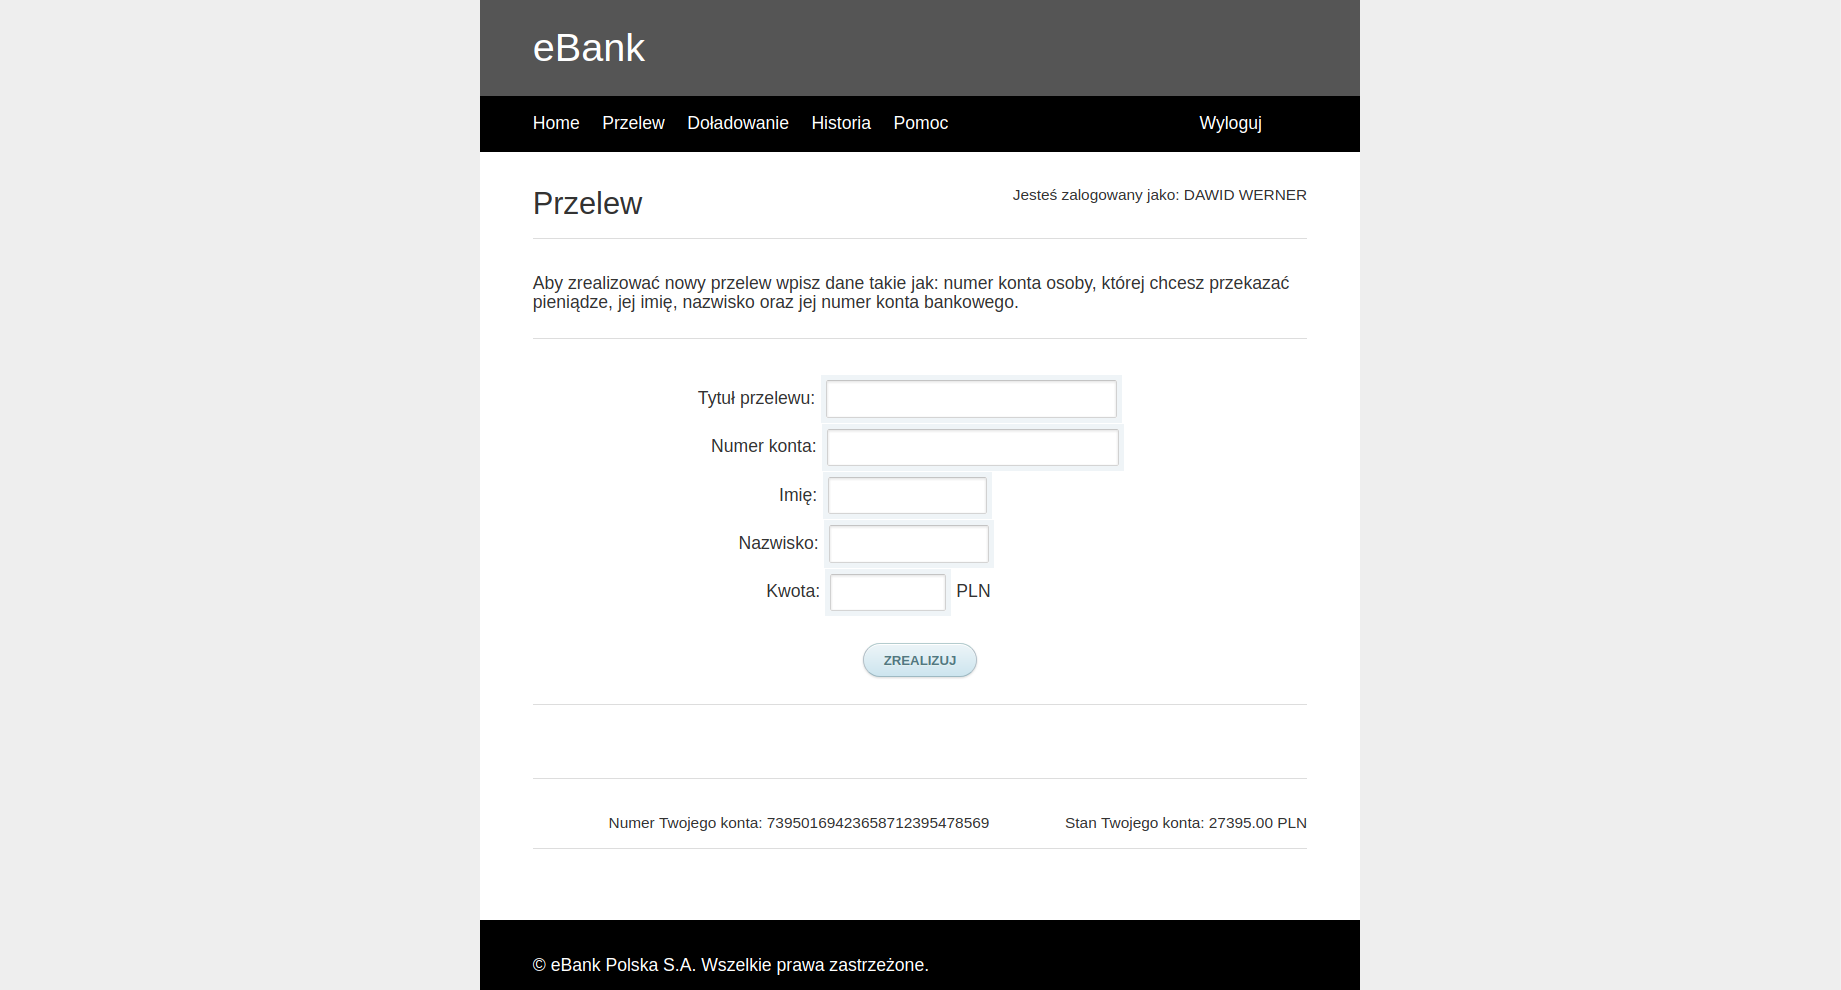 eBank
Home Przelew Doładowanie Historia Pomoc Wyloguj
Przelew
Jesteś zalogowany jako: DAWID WERNER
Aby zrealizować nowy przelew wpisz dane takie jak: numer konta osoby, której chcesz przekazać
pieniądze, jej imię, nazwisko oraz jej numer konta bankowego.
Tytuł przelewu:
Numer konta:
Imię:
Nazwisko:
Kwota: PLN
ZREALIZUJ
Numer Twojego konta: 73950169423658712395478569 Stan Twojego konta: 27395.00 PLN
© eBank Polska S.A. Wszelkie prawa zastrzeżone.